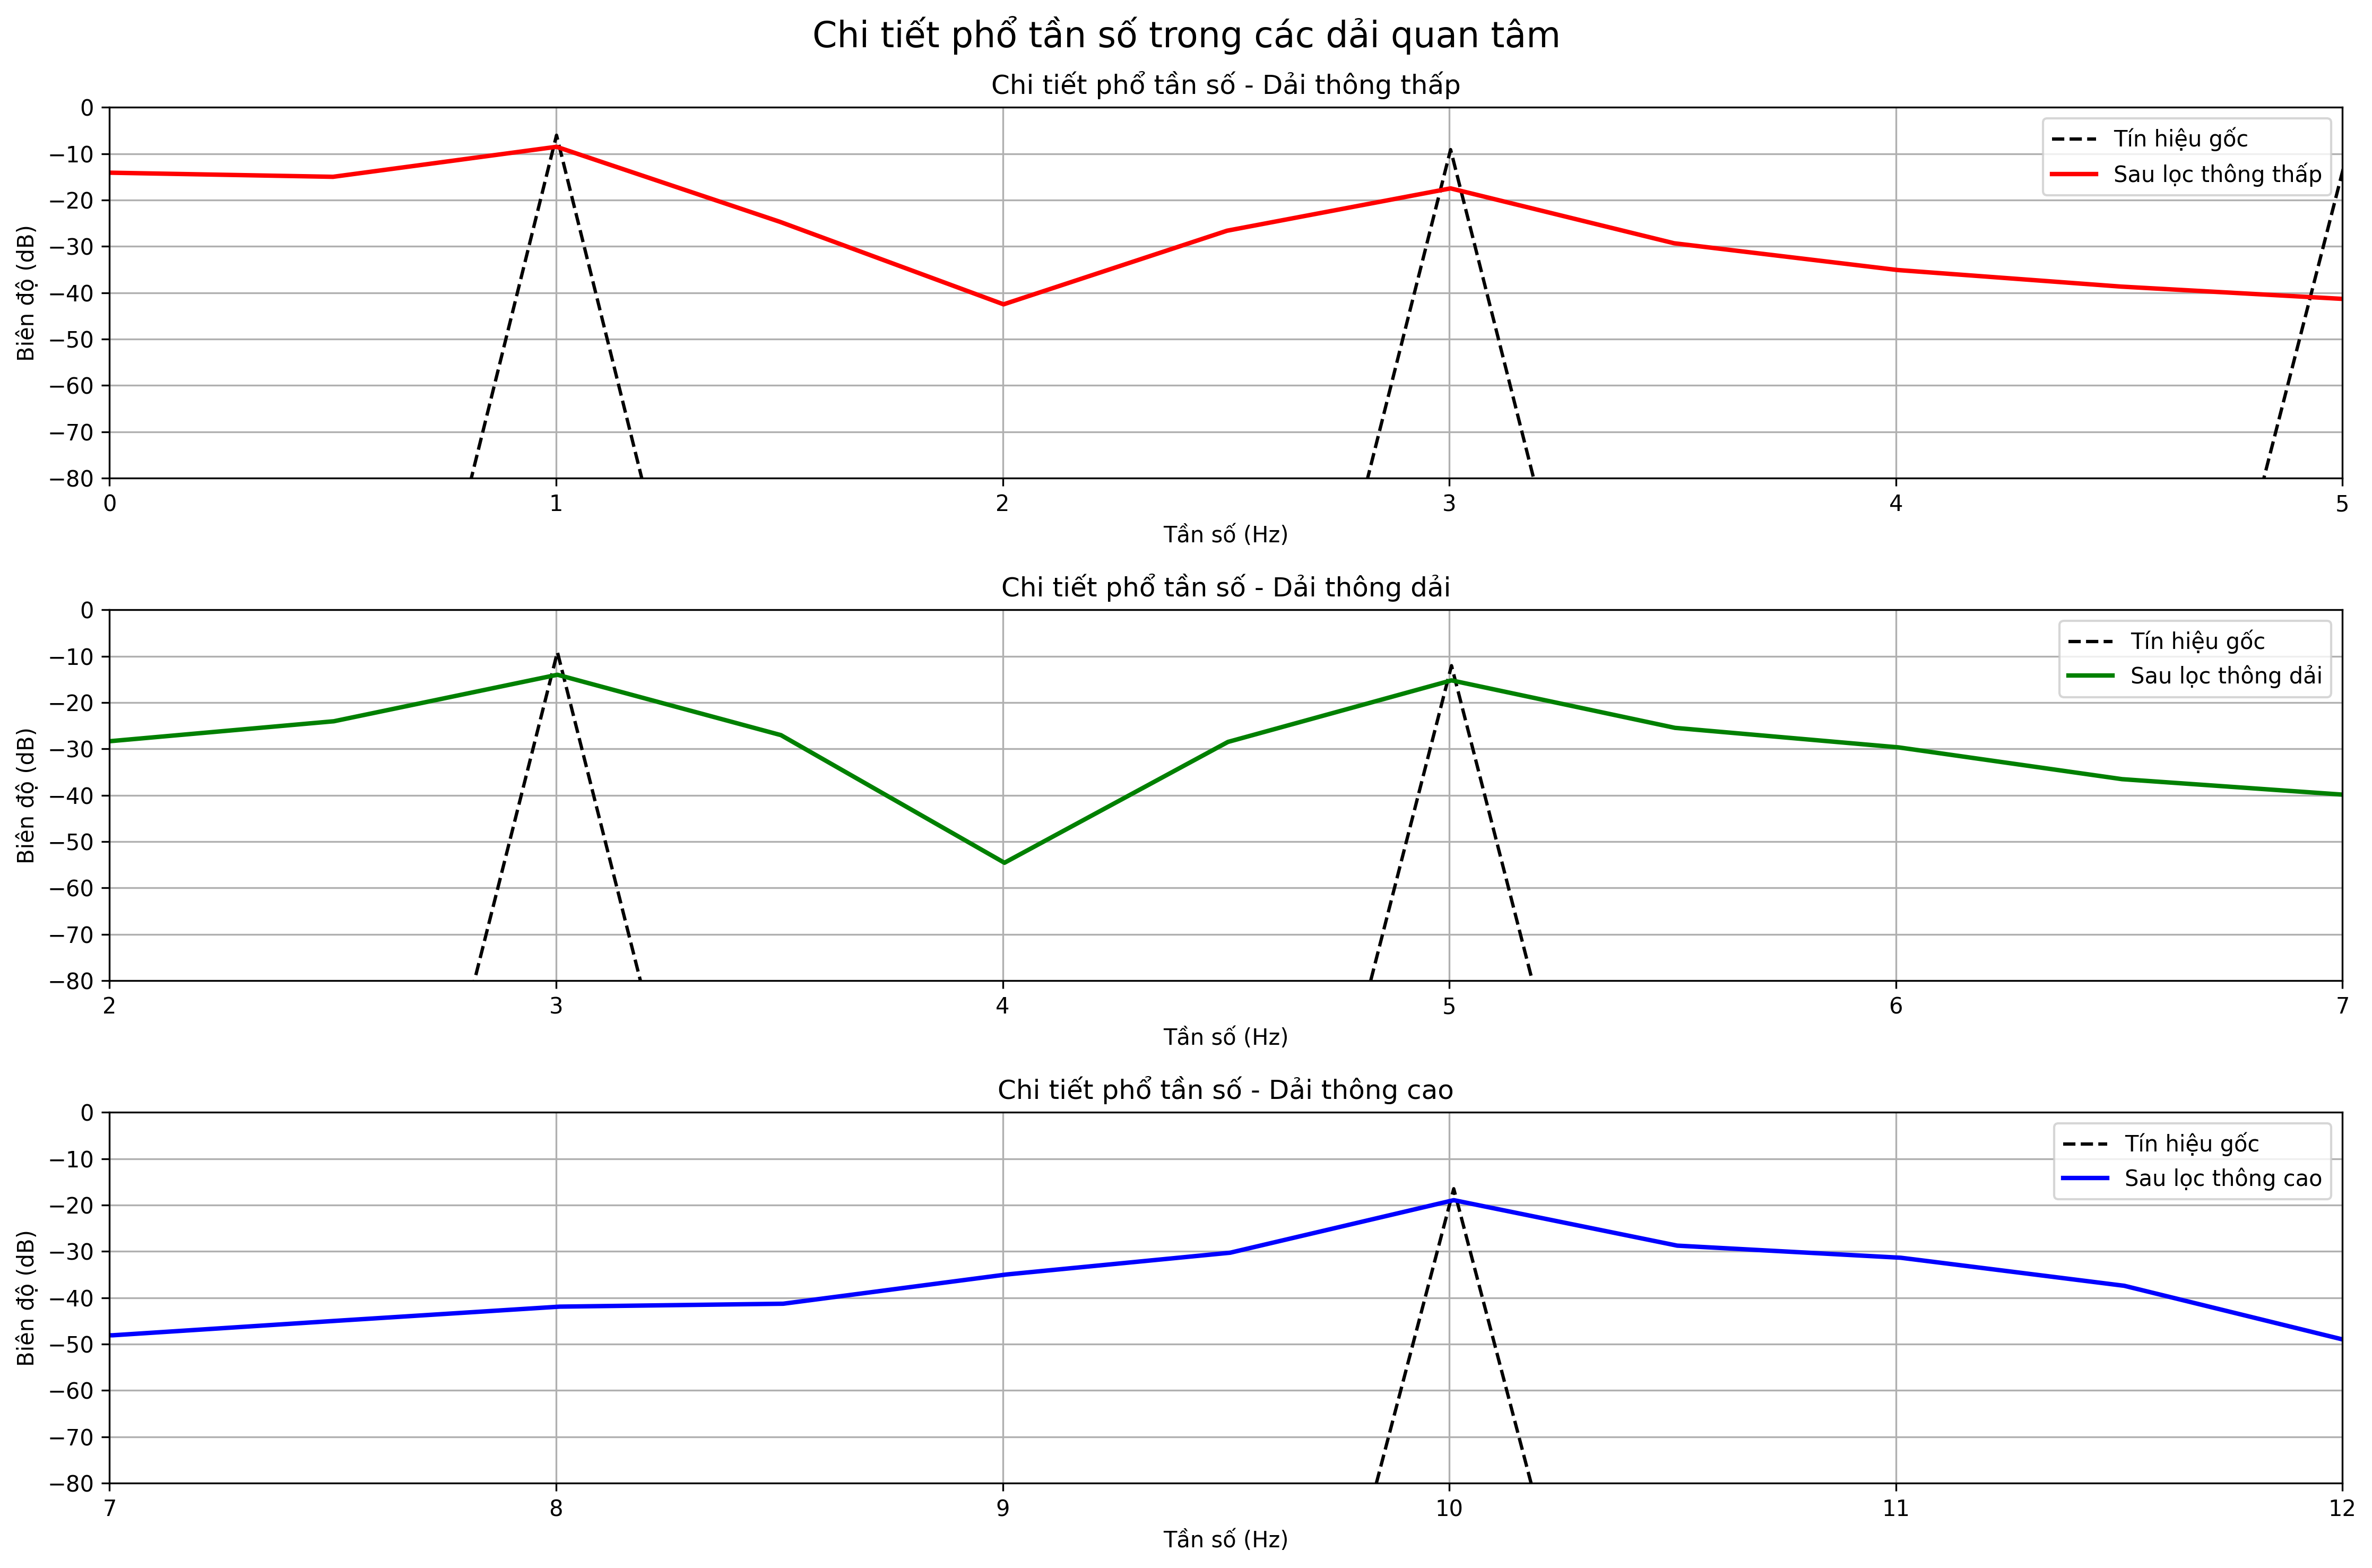 Chi tiết phổ tần số trong các dải quan tâm
Chi tiết phổ tần số - Dải thông thấp
0
−10
−20
−30
−40
−50
−60
−70
−80
Biên độ (dB)
Tín hiệu gốc
Sau lọc thông thấp
0 1 2 3 4 5
Tần số (Hz)
Chi tiết phổ tần số - Dải thông dải
0
−10
−20
−30
−40
−50
−60
−70
−80
Biên độ (dB)
Tín hiệu gốc
Sau lọc thông dải
2 3 4 5 6 7
Tần số (Hz)
Chi tiết phổ tần số - Dải thông cao
0
−10
−20
−30
−40
−50
−60
−70
−80
Biên độ (dB)
Tín hiệu gốc
Sau lọc thông cao
7 8 9 10 11 12
Tần số (Hz)